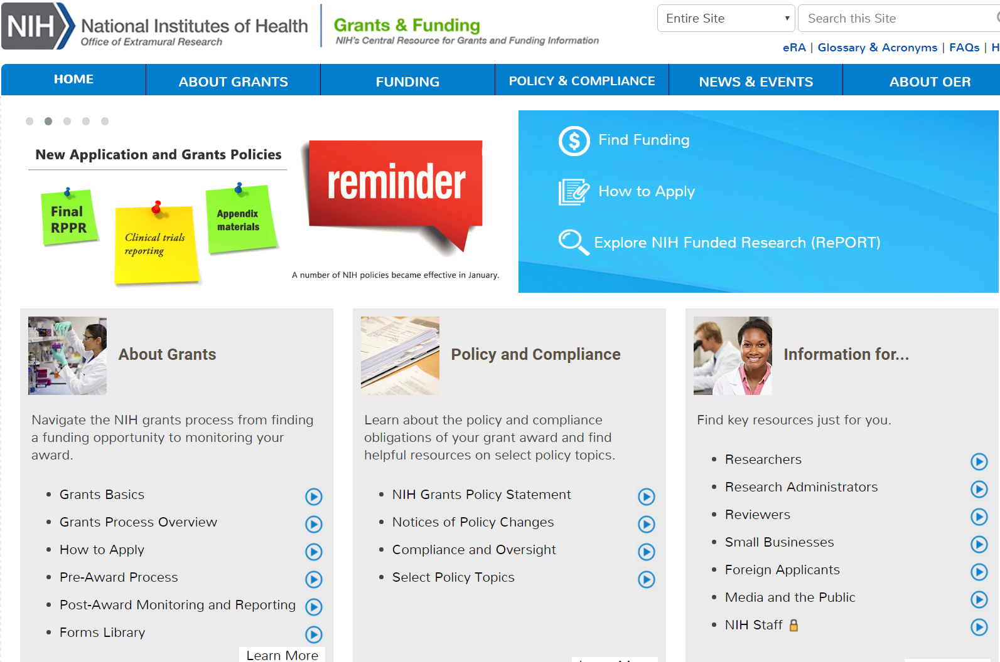 NIH National Institutes of Health
Office of Extramural Research
Grants & Funding
NIH's Central Resource for Grants and Funding Information
Entire Site
Search this Site
eRA | Glossary & Acronyms | FAQs | H
HOME
ABOUT GRANTS
FUNDING
POLICY & COMPLIANCE
NEWS & EVENTS
ABOUT OER
New Application and Grants Policies
Final
RPPR
Clinical trials
reporting
Appendix
materials
reminder
A number of NIH policies became effective in January.
Find Funding
How to Apply
Explore NIH Funded Research (RePORT)
About Grants
Navigate the NIH grants process from finding
a funding opportunity to monitoring your
award.
Grants Basics
Grants Process Overview
How to Apply
Pre-Award Process
Post-Award Monitoring and Reporting
Forms Library
Learn More
Policy and Compliance
Learn about the policy and compliance
obligations of your grant award and find
helpful resources on select policy topics.
NIH Grants Policy Statement
Notices of Policy Changes
Compliance and Oversight
Select Policy Topics
Information for...
Find key resources just for you.
Researchers
Research Administrators
Reviewers
Small Businesses
Foreign Applicants
Media and the Public
NIH Staff